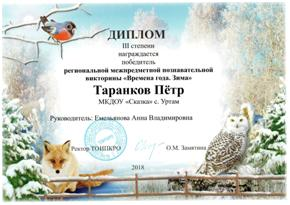 ДИПЛОМ
III степени
награждается
победитель
региональной межпредметной познавательной
викторины «Времена года. Зима»
Таранков Пётр
МКДОУ «Сказка» с. Уртам
Руководитель: Емельянова Анна Владимировна
Ректор ТОИПКРО О.М. Замятина
2018